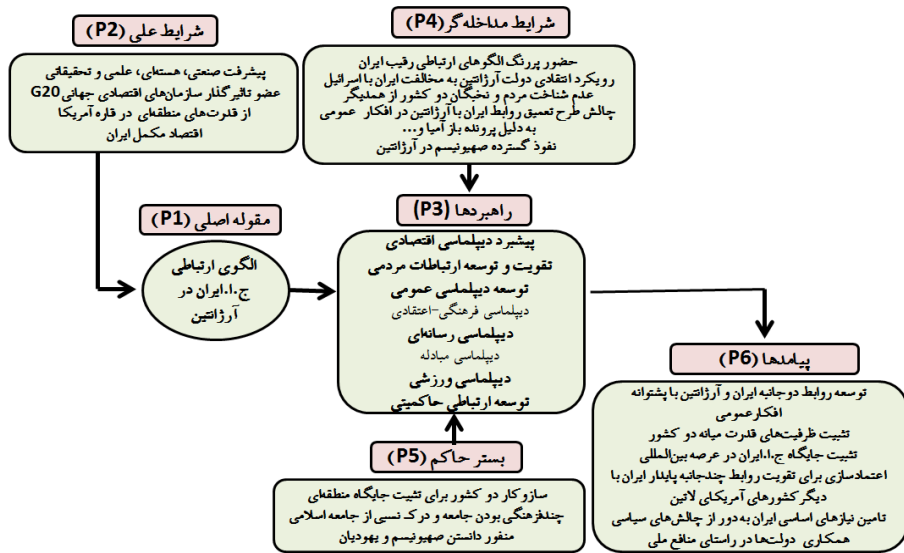 شرایط علی (P2)
پیشرفت صنعتی، هسته‌ای، علمی و تحقیقاتی
عضو تاثیرگذار سازمان‌های اقتصادی جهانی G20
از قدرت‌های منطقه‌ای در قاره آمریکا
اقتصاد مکمل ایران
شرایط مداخله‌گر (P4)
حضور پررنگ الگوهای ارتباطی رقیب ایران
رویکرد انتقادی دولت آرژانتین به مخالفت ایران با اسرائیل
عدم شناخت مردم و نخبگان دو کشور از همدیگر
چالش طرح تعمیق روابط ایران با آرژانتین در افکار عمومی
به دلیل پرونده باز آمیا و...
نفوذ گسترده صهیونیسم در آرژانتین
مقوله اصلی (P1)
الگوی ارتباطی
ج.ا.ایران در
آرژانتین
راهبردها (P3)
پیشبرد دیپلماسی اقتصادی
تقویت و توسعه ارتباطات مردمی
توسعه دیپلماسی عمومی
دیپلماسی فرهنگی-اعتقادی
دیپلماسی رسانه‌ای
دیپلماسی مبادله
دیپلماسی ورزشی
توسعه ارتباطی حاکمیتی
بستر حاکم (P5)
سازوکار دو کشور برای تثبیت جایگاه منطقه‌ای
چندفرهنگی بودن جامعه و درک نسبی از جامعه اسلامی
منفور دانستن صهیونیسم و یهودیان
پیامدها (P6)
توسعه روابط دوجانبه ایران و آرژانتین با پشتوانه
افکارعمومی
تثبیت ظرفیت‌های قدرت میانه دو کشور
تثبیت جایگاه ج.ا.ایران در عرصه بین‌المللی
اعتمادسازی برای تقویت روابط چندجانبه پایدار ایران با
دیگر کشورهای آمریکای لاتین
تامین نیازهای اساسی ایران به دور از چالش‌های سیاسی
همکاری دولت‌ها در راستای منافع ملی